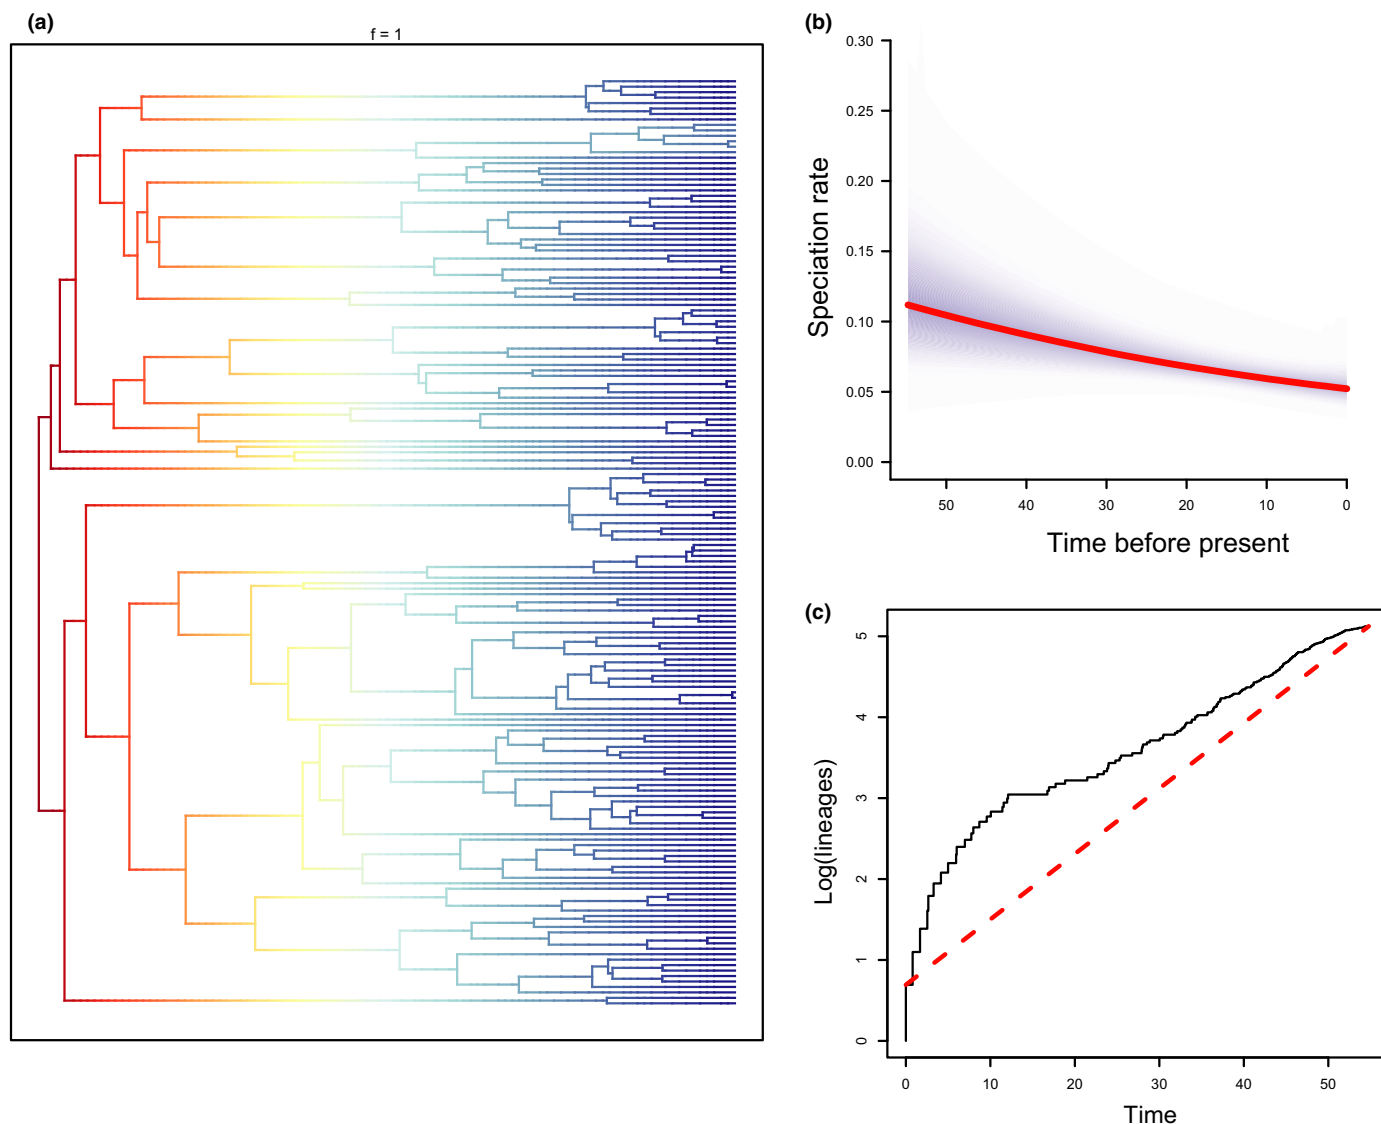 (a)
f = 1
(b)
Speciation rate
0.30
0.25
0.20
0.15
0.10
0.05
0.00
50 40 30 20 10 0
Time before present
(c)
Log(lineages)
5
4
3
2
1
0
0 10 20 30 40 50
Time